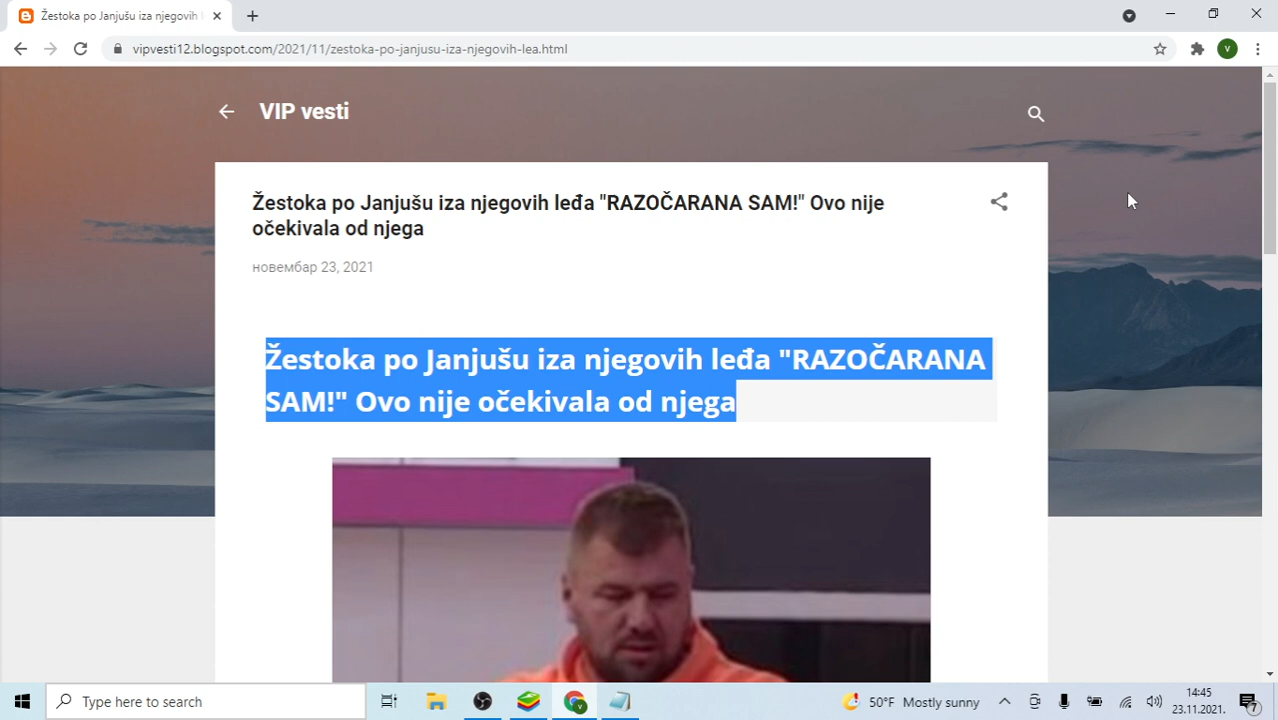 Žestoka po Janjušu iza njegovih
vipvesti12.blogspot.com/2021/11/zestoka-po-janjusu-iza-njegovih-lea.html
V
VIP vesti
Žestoka po Janjušu iza njegovih leđa "RAZOČARANA SAM!" Ovo nije
očekivala od njega
новембар 23, 2021
Žestoka po Janjušu iza njegovih leđa "RAZOČARANA
SAM!" Ovo nije očekivala od njega
Type here to search
50°F Mostly sunny
14:45
23.11.2021.
7